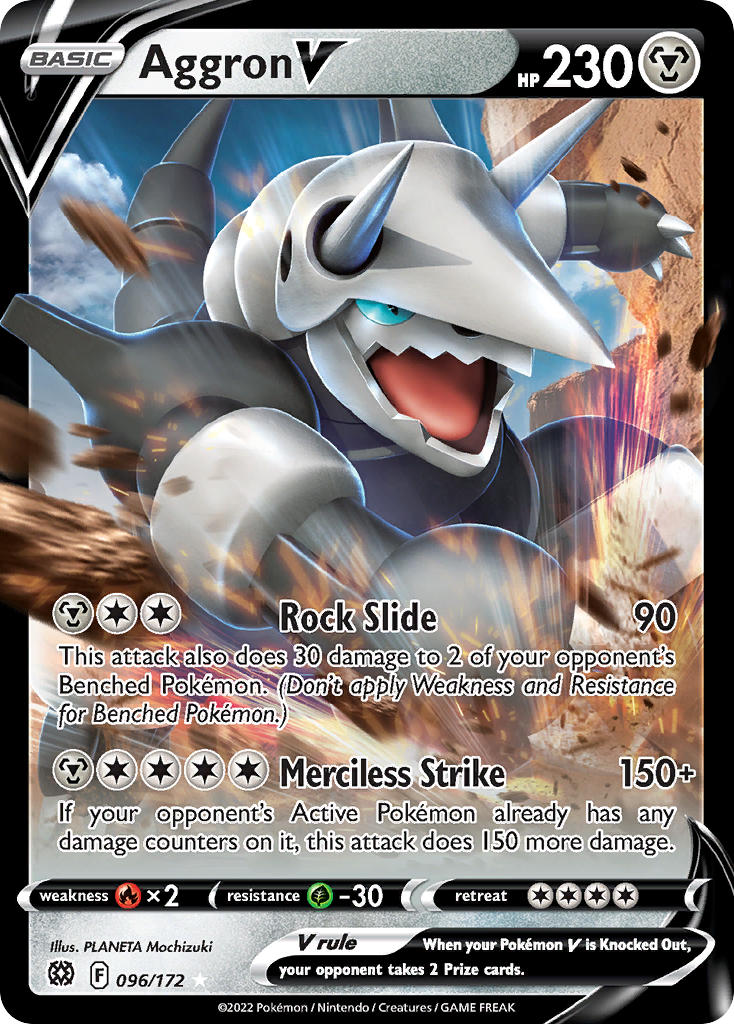 BASIC
Aggron V
HP 230
Rock Slide 90
This attack also does 30 damage to 2 of your opponent's
Benched Pokémon. (Don't apply Weakness and Resistance
for Benched Pokémon.)
Merciless Strike 150+
If your opponent's Active Pokémon already has any
damage counters on it, this attack does 150 more damage.
weakness ×2 resistance -30 retreat
Illus. PLANETA Mochizuki
V rule When your Pokémon V is Knocked Out,
your opponent takes 2 Prize cards.
F 096/172
©2022 Pokémon / Nintendo / Creatures / GAME FREAK